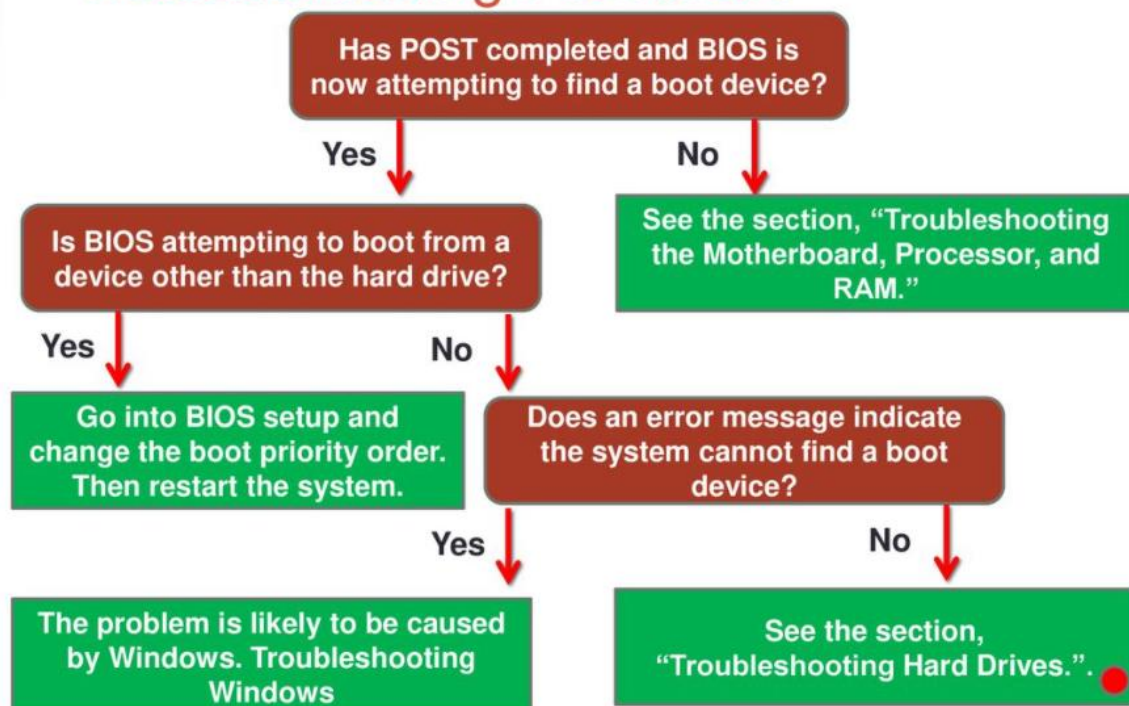 Has POST completed and BIOS is
now attempting to find a boot device?
Yes
No
Is BIOS attempting to boot from a
device other than the hard drive?
See the section, “Troubleshooting
the Motherboard, Processor, and
RAM.”
Yes
No
Go into BIOS setup and
change the boot priority order.
Then restart the system.
Does an error message indicate
the system cannot find a boot
device?
Yes
No
The problem is likely to be caused
by Windows. Troubleshooting
Windows
See the section,
“Troubleshooting Hard Drives.”.